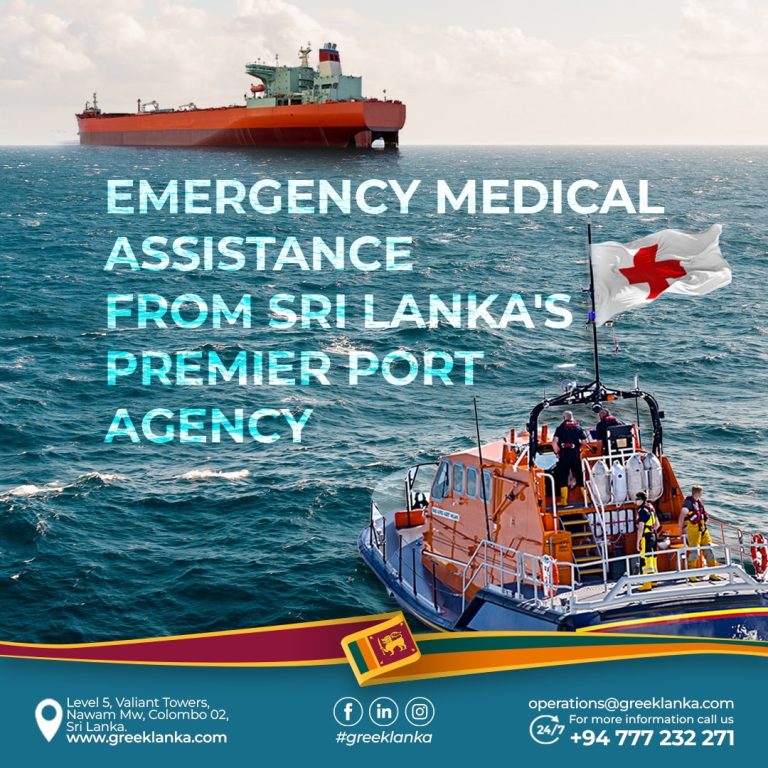 EMERGENCY MEDICAL
ASSISTANCE
FROM SRI LANKA'S
PREMIER PORT
AGENCY
Level 5, Valiant Towers,
Nawam Mw, Colombo 02,
Sri Lanka.
www.greeklanka.com
#greeklanka
operations@greeklanka.com
24/7
For more information call us
+94 777 232 271